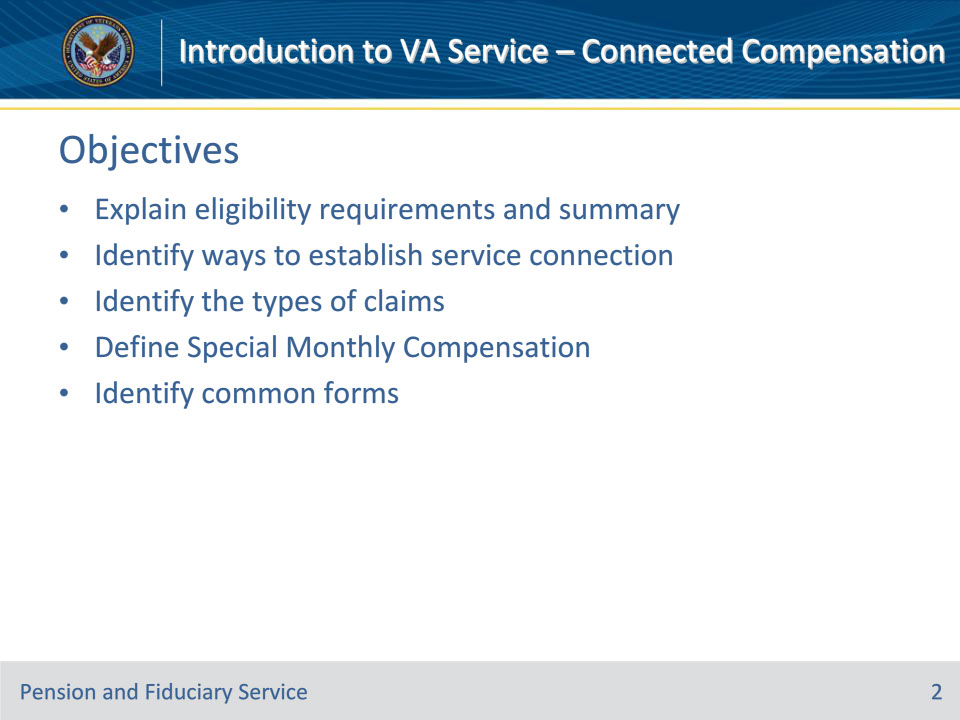 Introduction to VA Service – Connected Compensation
Objectives
• Explain eligibility requirements and summary
• Identify ways to establish service connection
• Identify the types of claims
• Define Special Monthly Compensation
• Identify common forms
Pension and Fiduciary Service
2